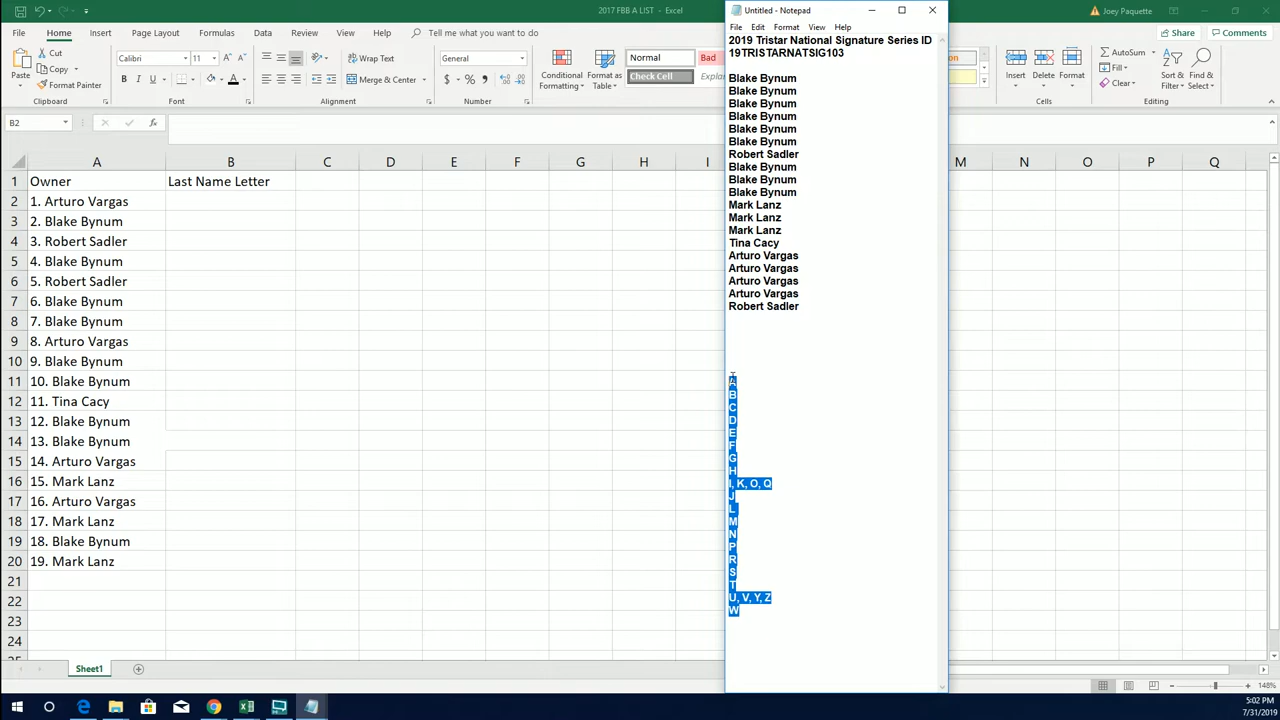 2017 FBB A LIST - Excel
Joey Paquette
File Home Insert Page Layout Formulas Data Review View Help Tell me what you want to do
Share Comments
Paste
Cut
Copy
Format Painter
Clipboard
Calibri 11
B I U
Font
Wrap Text
Merge & Center
Alignment
General
$ %
Number
Conditional Formatting
Format as Table
Normal
Bad
Check Cell
Insert
Delete
Format
Cells
AutoSum
Fill
Clear
Sort & Filter
Find & Select
Editing
B2
fx
A B C D E F G H I M N O P Q
1 Owner Last Name Letter
2 1. Arturo Vargas
3 2. Blake Bynum
4 3. Robert Sadler
5 4. Blake Bynum
6 5. Robert Sadler
7 6. Blake Bynum
8 7. Blake Bynum
9 8. Arturo Vargas
10 9. Blake Bynum
11 10. Blake Bynum
12 11. Tina Cacy
13 12. Blake Bynum
14 13. Blake Bynum
15 14. Arturo Vargas
16 15. Mark Lanz
17 16. Arturo Vargas
18 17. Mark Lanz
19 18. Blake Bynum
20 19. Mark Lanz
21
22
23
24
Sheet1
148%
Untitled - Notepad
File Edit Format View Help
2019 Tristar National Signature Series ID
19TRISTARNATSIG103
Blake Bynum
Blake Bynum
Blake Bynum
Blake Bynum
Blake Bynum
Blake Bynum
Robert Sadler
Blake Bynum
Blake Bynum
Blake Bynum
Mark Lanz
Mark Lanz
Mark Lanz
Tina Cacy
Arturo Vargas
Arturo Vargas
Arturo Vargas
Arturo Vargas
Robert Sadler
A
B
C
D
E
F
G
H
I, K, O, Q
J
L
M
N
P
R
S
T
U, V, Y, Z
W
5:02 PM
7/31/2019